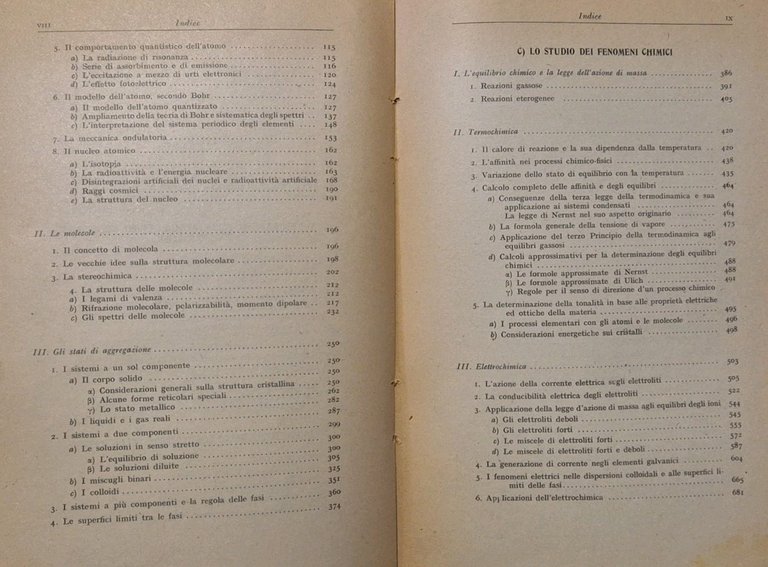 VIII Indice
5. Il comportamento quantistico dell'atomo 115
a) La radiazione di risonanza 115
b) Serie di assorbimento e di emissione 116
c) L'eccitazione a mezzo di urti elettronici 120
d) L'effetto fotoelettrico 124
6. Il modello dell'atomo, secondo Bohr 127
a) Il modello dell'atomo quantizzato 127
b) Ampliamento della teoria di Bohr e sistematica degli spettri 137
c) L'interpretazione del sistema periodico degli elementi 148
7. La meccanica ondulatoria 153
8. Il nucleo atomico 162
a) L'isotopia 162
b) La radioattività e l'energia nucleare 163
c) Disintegrazioni artificiali dei nuclei e radioattività artificiale 168
d) Raggi cosmici 190
e) La struttura del nucleo 191
II. Le molecole 196
1. Il concetto di molecola 196
2. Le vecchie idee sulla struttura molecolare 198
3. La stereochimica 202
4. La struttura delle molecole 212
a) I legami di valenza 212
b) Rifrazione molecolare, polarizzabilità, momento dipolare 217
c) Gli spettri delle molecole 232
III. Gli stati di aggregazione 250
1. I sistemi a un sol componente 250
a) Il corpo solido 250
α) Considerazioni generali sulla struttura cristallina 250
β) Alcune forme reticolari speciali 262
γ) Lo stato metallico 282
b) I liquidi e i gas reali 287
2. I sistemi a due componenti 299
a) Le soluzioni in senso stretto 300
α) L'equilibrio di soluzione 300
β) Le soluzioni diluite 305
b) I miscugli binari 325
c) I colloidi 351
3. I sistemi a più componenti e la regola delle fasi 360
4. Le superfici limiti tra le fasi 374
Indice IX
C) LO STUDIO DEI FENOMENI CHIMICI
I. L'equilibrio chimico e la legge dell'azione di massa 386
1. Reazioni gassose 391
2. Reazioni eterogenee 405
II. Termochimica 420
1. Il calore di reazione e la sua dipendenza dalla temperatura 420
2. L'affinità nei processi chimico-fisici 438
3. Variazione dello stato di equilibrio con la temperatura 435
4. Calcolo completo delle affinità e degli equilibri 464
a) Conseguenze della terza legge della termodinamica e sua
applicazione ai sistemi condensati 464
La legge di Nernst nel suo aspetto originario 464
b) La formola generale della tensione di vapore 475
c) Applicazione del terzo Principio della termodinamica agli
equilibri gassosi 479
d) Calcoli approssimativi per la determinazione degli equilibri
chimici 488
α) Le formole approssimate di Nernst 488
β) Le formole approssimate di Ulich 491
γ) Regole per il senso di direzione d'un processo chimico
5. La determinazione della tonalità in base alle proprietà elettriche
ed ottiche della materia 495
a) I processi elementari con gli atomi e le molecole 496
b) Considerazioni energetiche sui cristalli 498
III. Elettrochimica 503
1. L'azione della corrente elettrica sugli elettroliti 505
2. La conducibilità elettrica degli elettroliti 522
3. Applicazione della legge d'azione di massa agli equilibri degli ioni 544
a) Gli elettroliti deboli 545
b) Gli elettroliti forti 555
c) Le miscele di elettroliti forti 572
d) Le miscele di elettroliti forti e deboli 587
4. La generazione di corrente negli elementi galvanici 604
5. I fenomeni elettrici nelle dispersioni colloidali e alle superfici li-
miti delle fasi 665
6. Applicazioni dell'elettrochimica 681